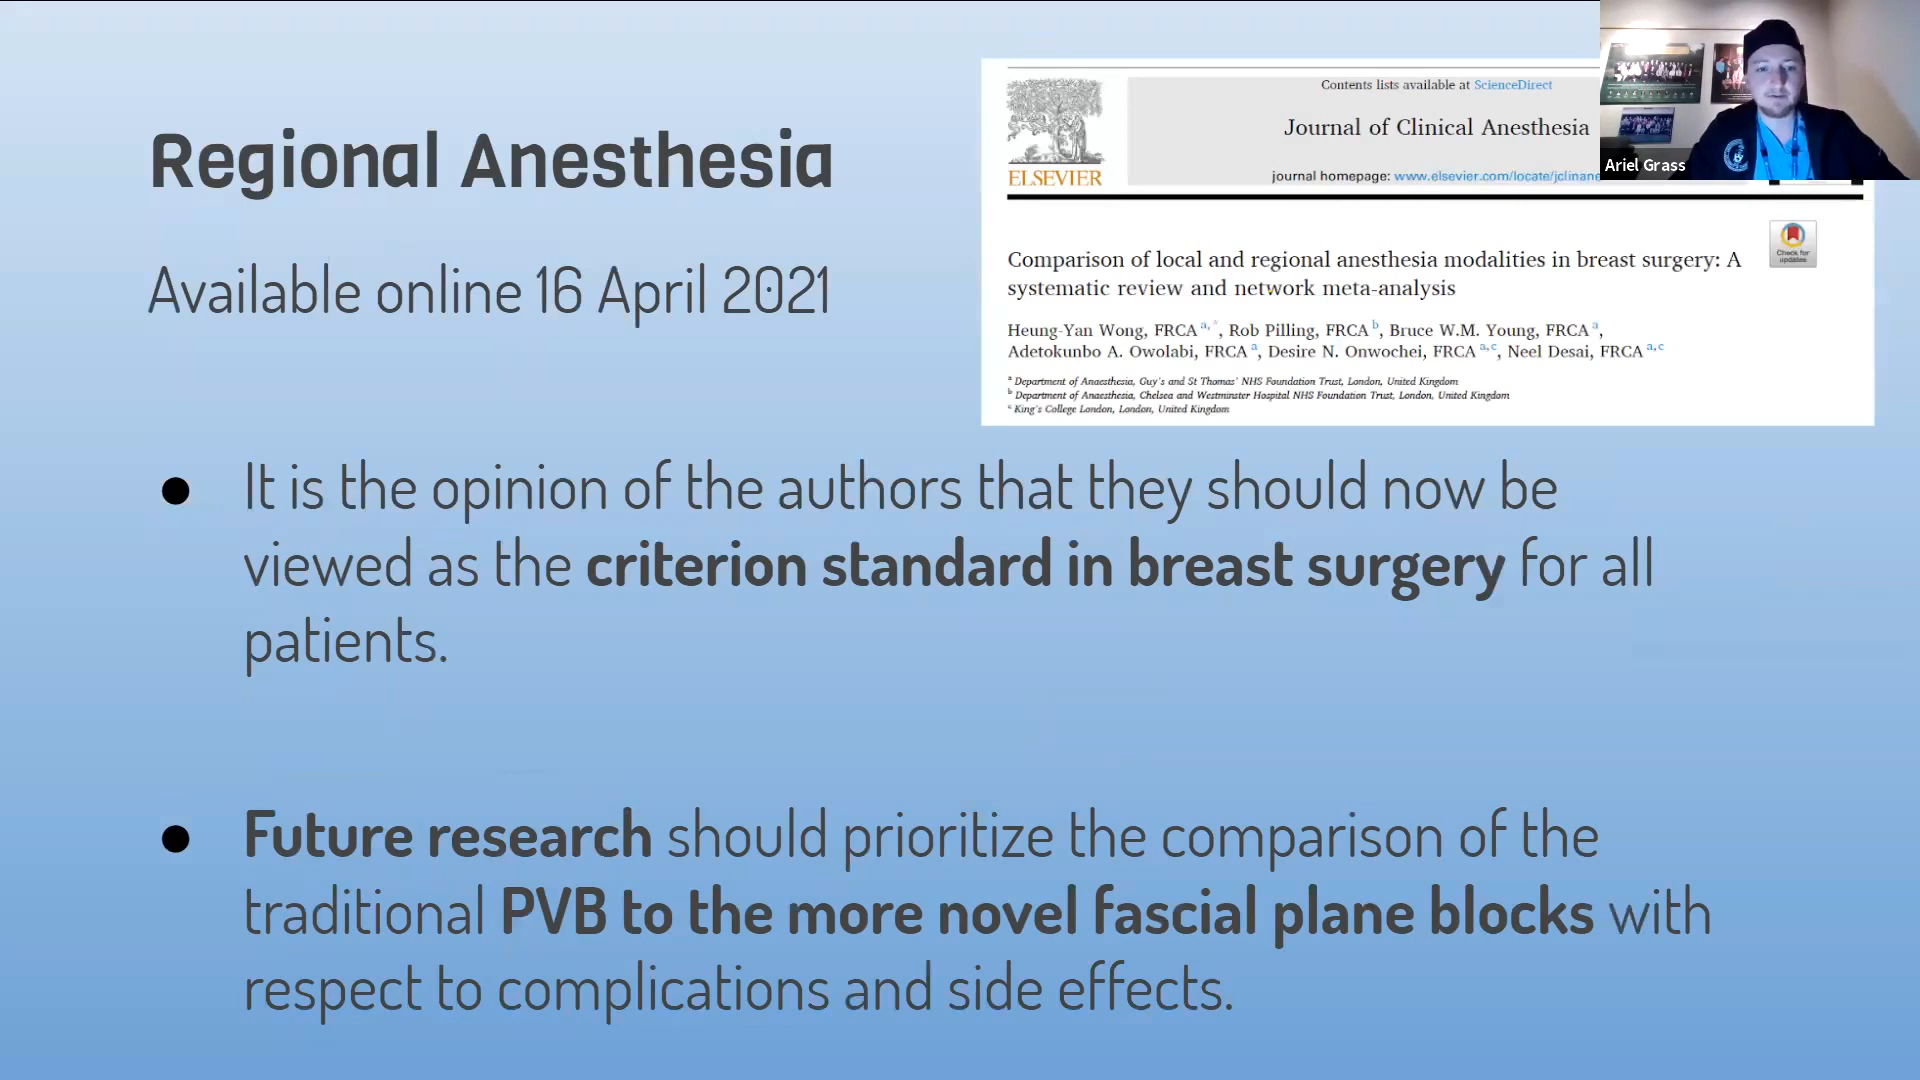 Regional Anesthesia
Available online 16 April 2021
Contents lists available at ScienceDirect
Journal of Clinical Anesthesia
ELSEVIER
journal homepage: www.elsevier.com/locate/jclinane
Ariel Grass
Check for
updates
Comparison of local and regional anesthesia modalities in breast surgery: A
systematic review and network meta-analysis
Heung-Yan Wong, FRCA a,*, Rob Pilling, FRCA b, Bruce W.M. Young, FRCA a,
Adetokunbo A. Owolabi, FRCA a, Desire N. Onwochei, FRCA a,c, Neel Desai, FRCA a,c
a Department of Anaesthesia, Guy's and St Thomas' NHS Foundation Trust, London, United Kingdom
b Department of Anaesthesia, Chelsea and Westminster Hospital NHS Foundation Trust, London, United Kingdom
c King's College London, London, United Kingdom
● It is the opinion of the authors that they should now be
viewed as the criterion standard in breast surgery for all
patients.
● Future research should prioritize the comparison of the
traditional PVB to the more novel fascial plane blocks with
respect to complications and side effects.